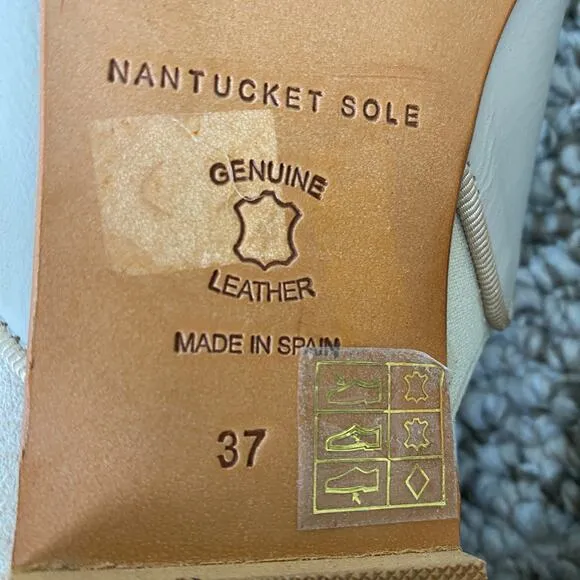 NANTUCKET SOLE
GENUINE
LEATHER
MADE IN SPAIN
37